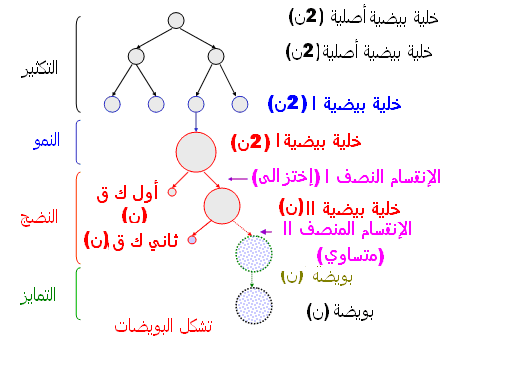 خلية بيضية أصلية (2ن)
خلية بيضية أصلية (2ن)
التكثير
خلية بيضية I (2ن)
النمو
خلية بيضية I (2ن)
الإنقسام النصف I (إختزالي)
أول ك ق
(ن)
خلية بيضية II (ن)
النضج
الإنقسام المنصف II
ثاني ك ق (ن)
(متساوي)
بويضة (ن)
التمايز
بويضة (ن)
تشكل البويضات